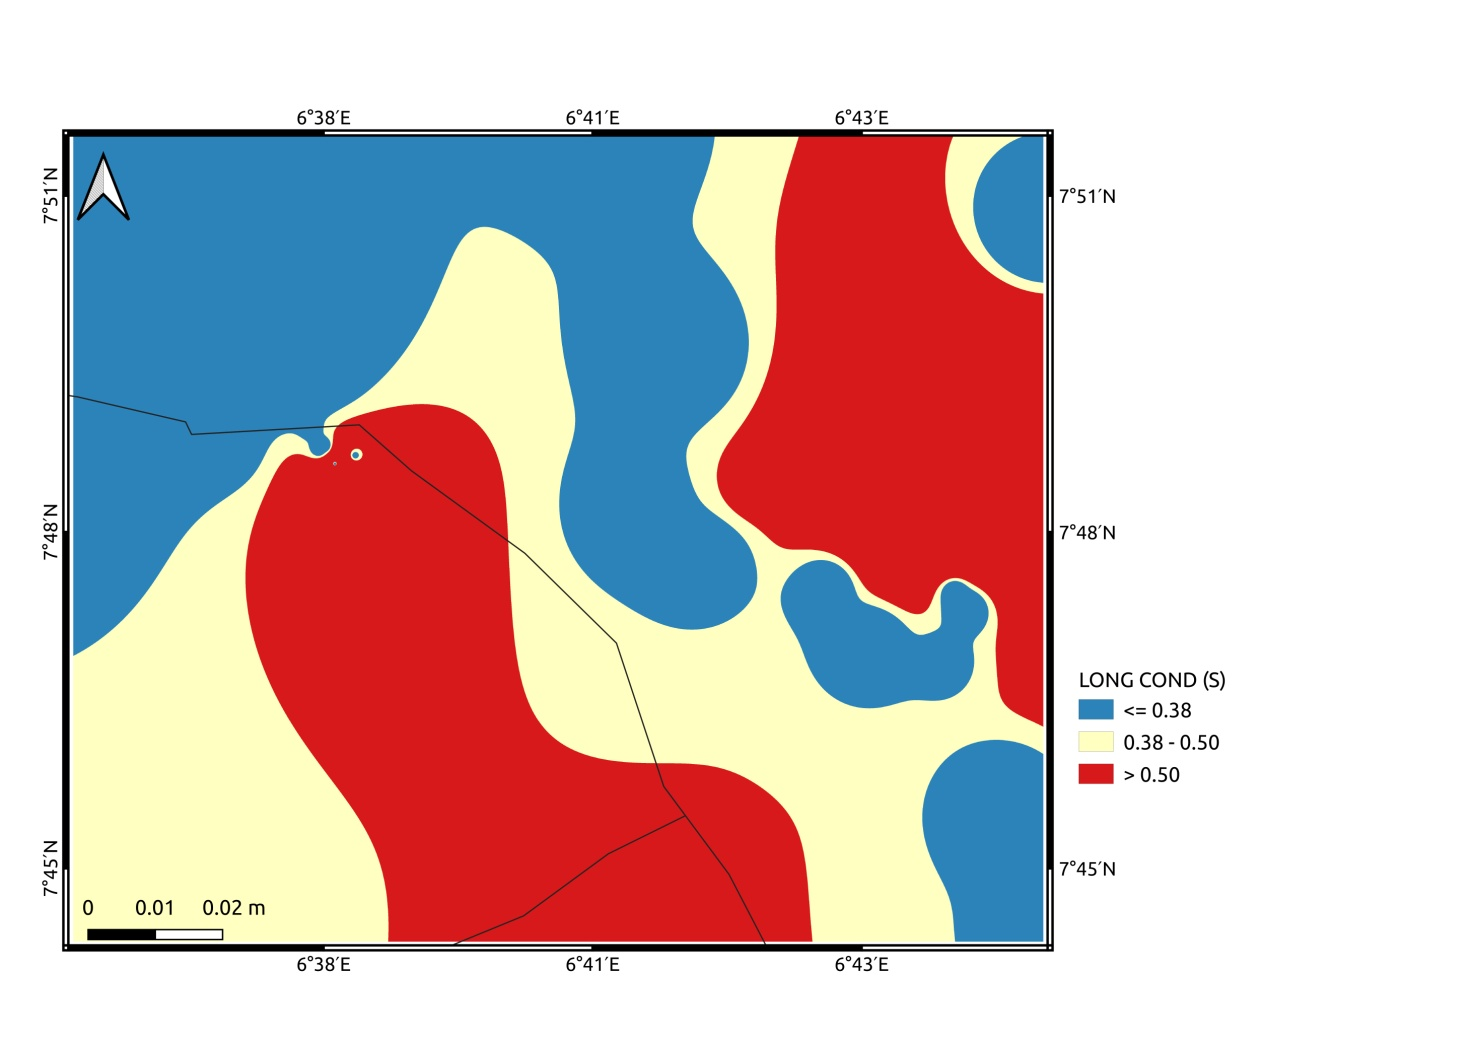 6°38′E 6°41′E 6°43′E
7°51′N 7°51′N
7°48′N 7°48′N
LONG COND (S)
<= 0.38
0.38 - 0.50
> 0.50
7°45′N 7°45′N
0 0.01 0.02 m
6°38′E 6°41′E 6°43′E